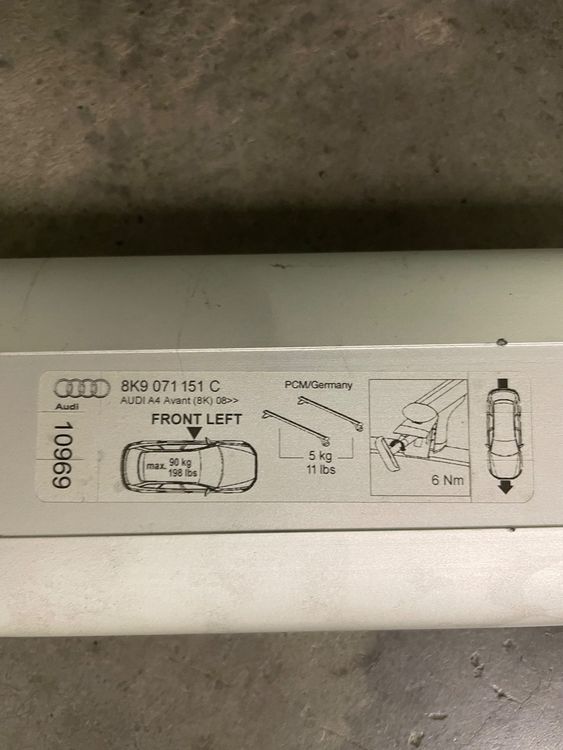 Audi
10969
8K9 071 151 C
AUDI A4 Avant (8K) 08>>
FRONT LEFT
max. 90 kg
198 lbs
PCM/Germany
5 kg
11 lbs
6 Nm